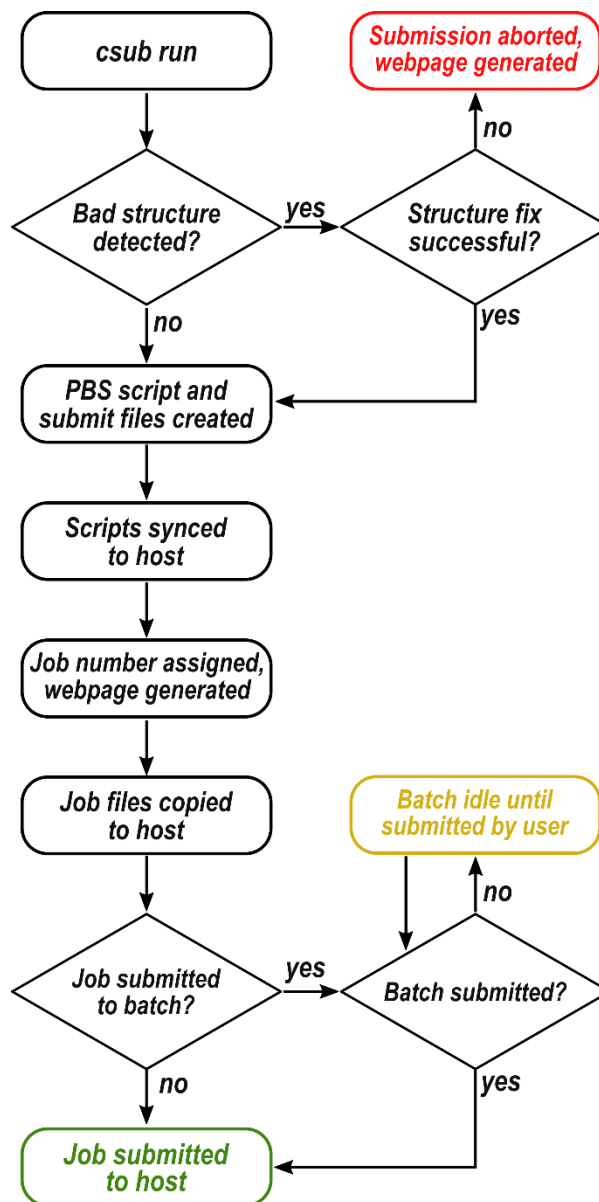 csub run
Submission aborted,
webpage generated
no
Bad structure
detected?
yes
Structure fix
successful?
no
yes
PBS script and
submit files created
Scripts synced
to host
Job number assigned,
webpage generated
Job files copied
to host
Batch idle until
submitted by user
no
Job submitted
to batch?
yes
Batch submitted?
no
yes
Job submitted
to host